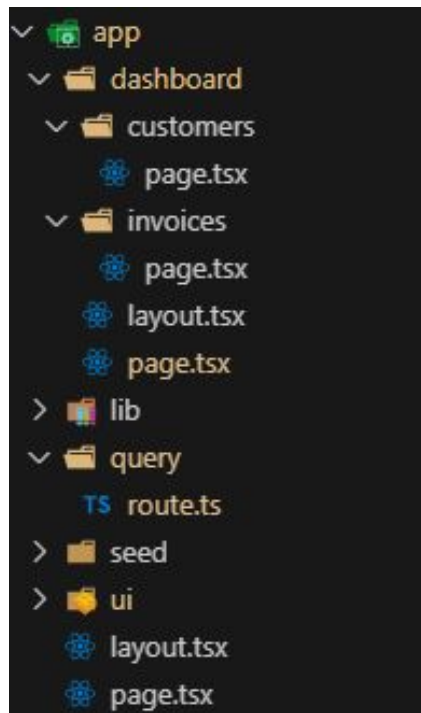 app
dashboard
customers
page.tsx
invoices
page.tsx
layout.tsx
page.tsx
lib
query
TS route.ts
seed
ui
layout.tsx
page.tsx